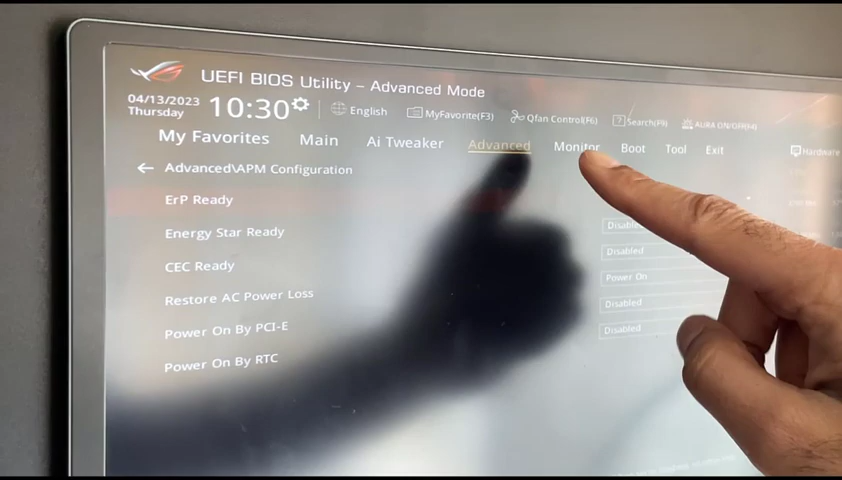 UEFI BIOS Utility – Advanced Mode
04/13/2023
Thursday
10:30
English
MyFavorite(F3)
Qfan Control(F6)
Search(F9)
AURA ON/OFF(F4)
My Favorites
Main
Ai Tweaker
Advanced
Monitor
Boot
Tool
Exit
Hardware
Advanced\APM Configuration
ErP Ready
Energy Star Ready
Disabled
CEC Ready
Disabled
Restore AC Power Loss
Power On
Power On By PCI-E
Disabled
Power On By RTC
Disabled